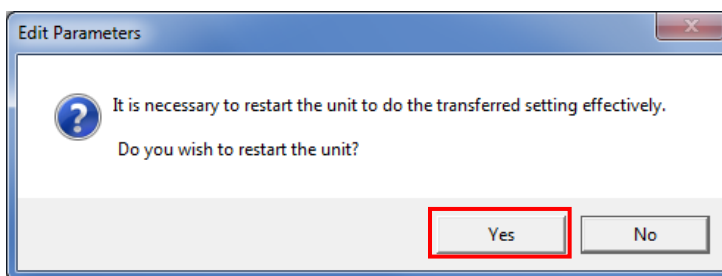 Edit Parameters
It is necessary to restart the unit to do the transferred setting effectively.
Do you wish to restart the unit?
Yes
No